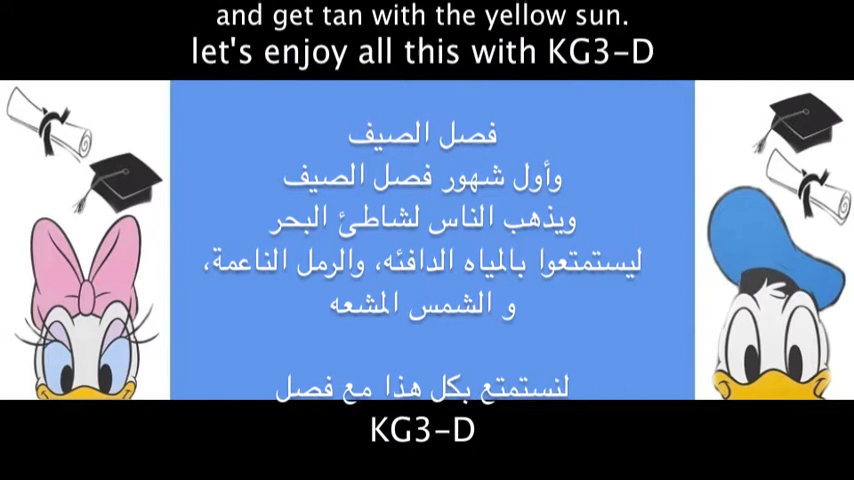 and get tan with the yellow sun.
let's enjoy all this with KG3-D
فصل الصيف
وأول شهور فصل الصيف
ويذهب الناس لشاطئ البحر
ليستمتعوا بالمياه الدافئه، والرمل الناعمة،
و الشمس المشعه
لنستمتع بكل هذا مع فصل
KG3-D